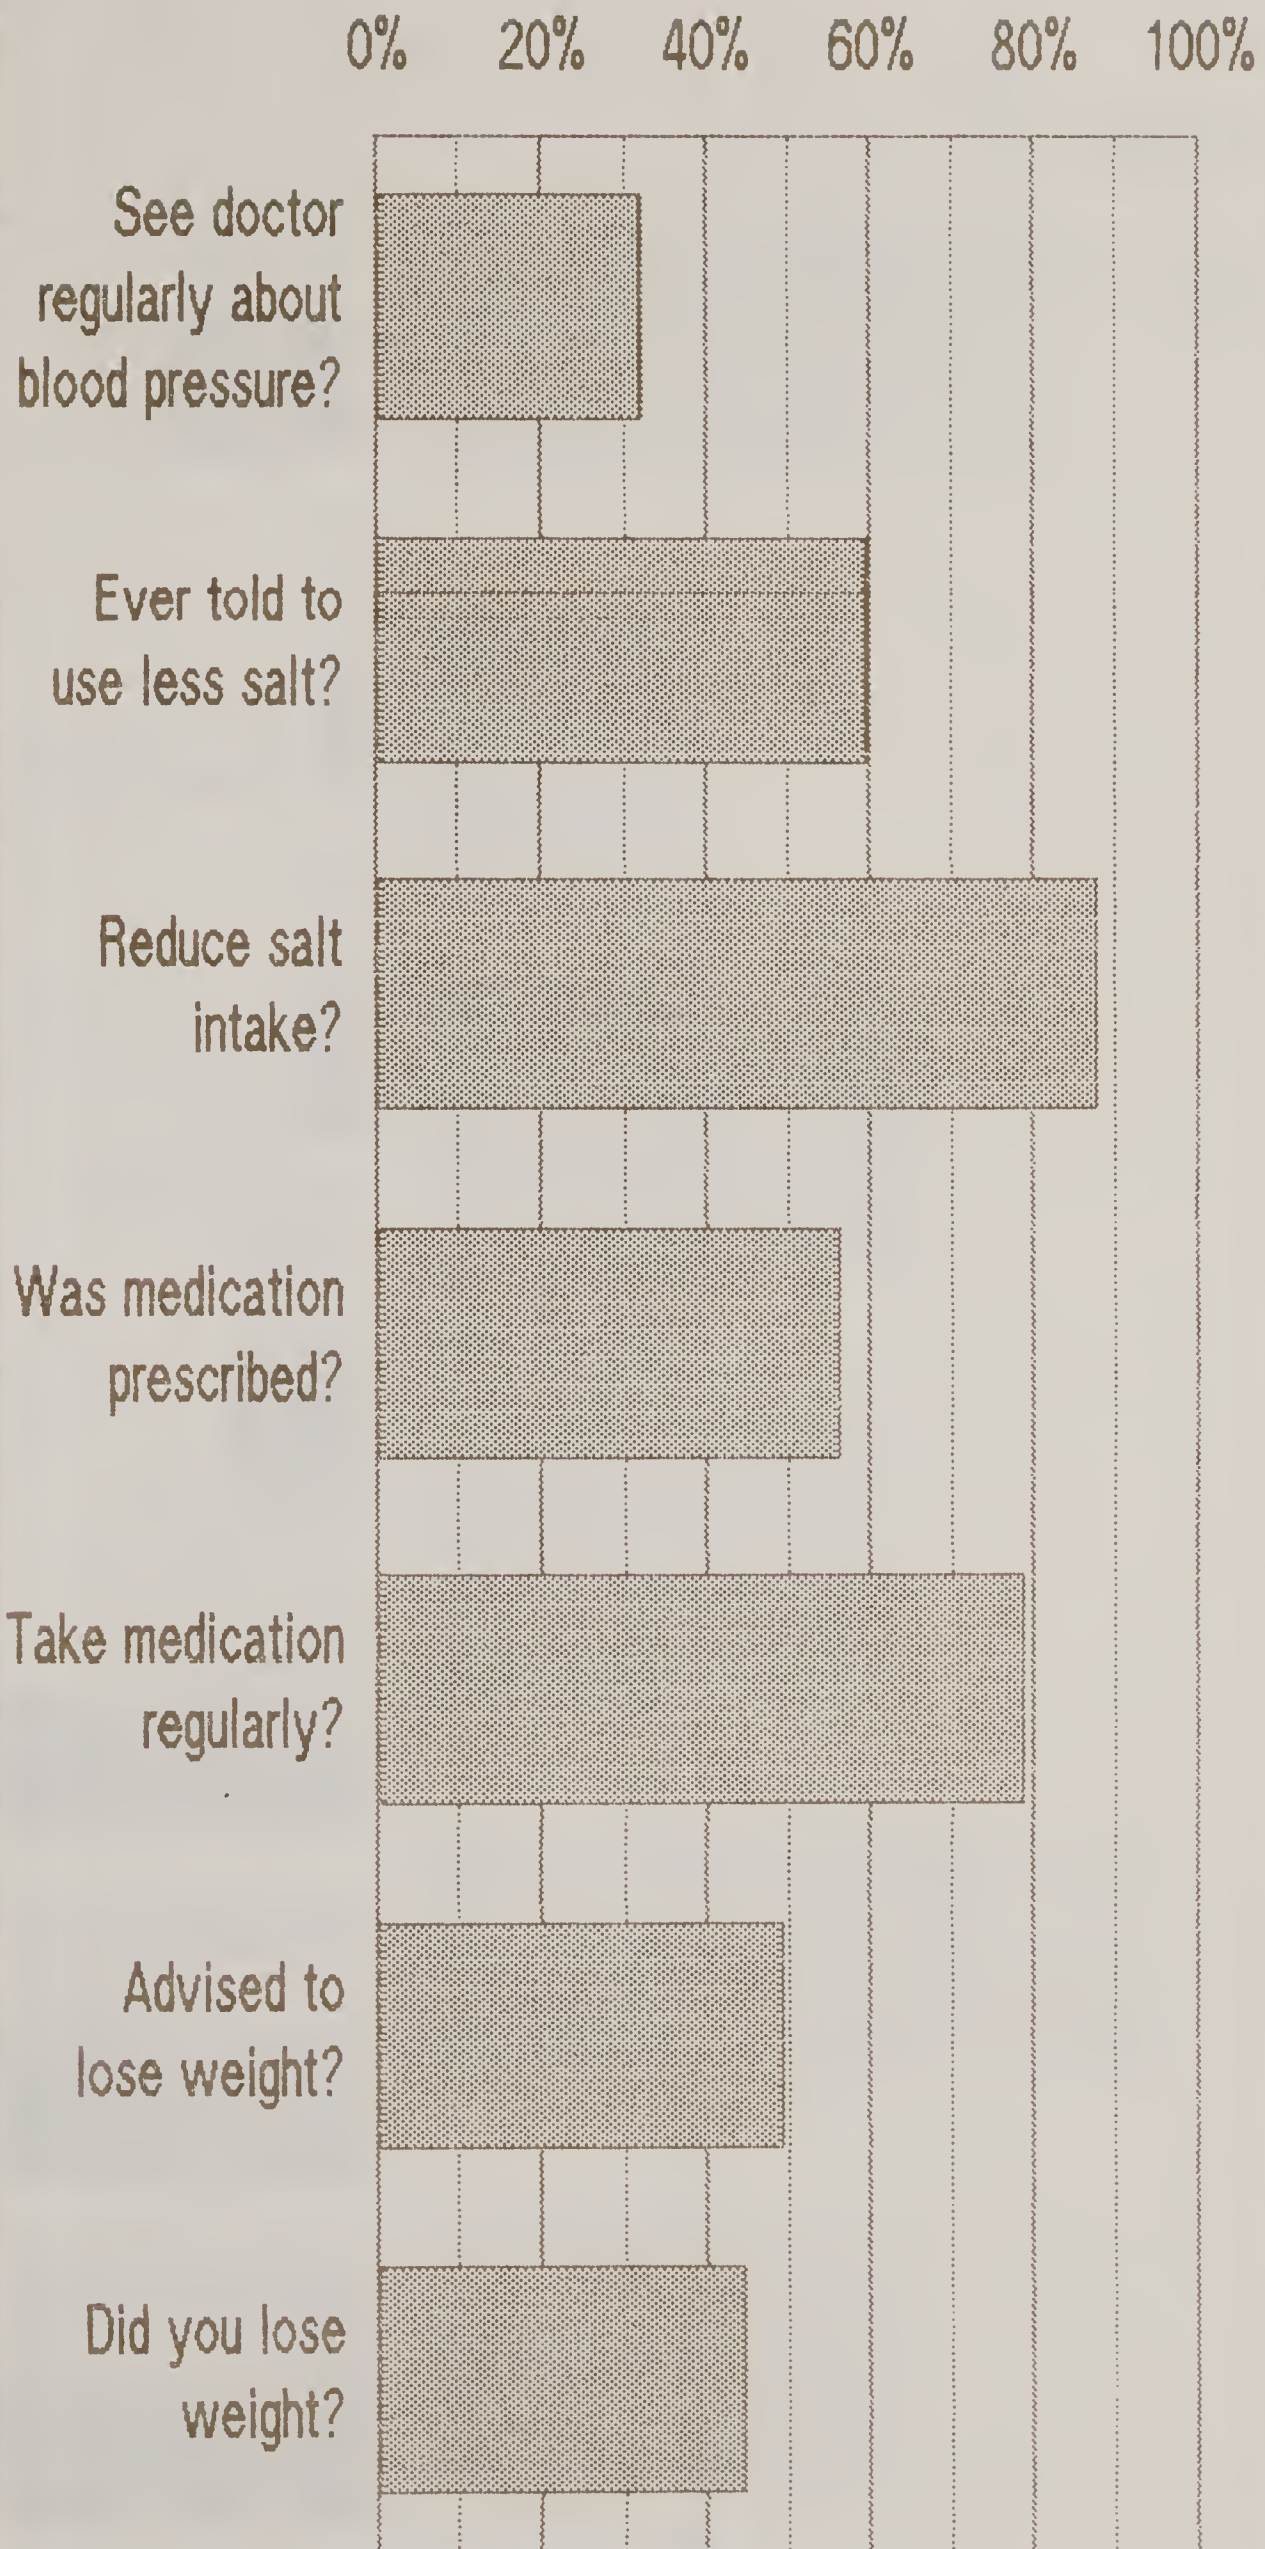 0% 20% 40% 60% 80% 100%
See doctor
regularly about
blood pressure?
Ever told to
use less salt?
Reduce salt
intake?
Was medication
prescribed?
Take medication
regularly?
Advised to
lose weight?
Did you lose
weight?